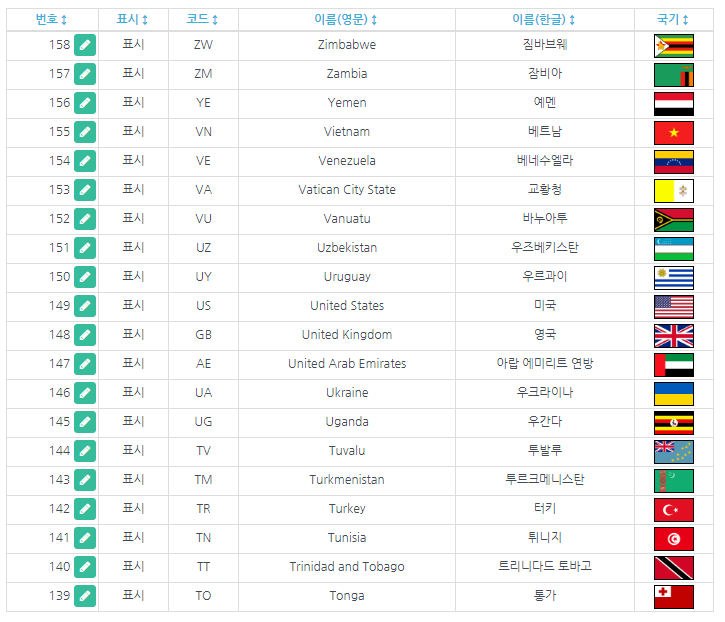 번호 표시 코드 이름(영문) 이름(한글) 국기
158 표시 ZW Zimbabwe 짐바브웨
157 표시 ZM Zambia 잠비아
156 표시 YE Yemen 예멘
155 표시 VN Vietnam 베트남
154 표시 VE Venezuela 베네수엘라
153 표시 VA Vatican City State 교황청
152 표시 VU Vanuatu 바누아투
151 표시 UZ Uzbekistan 우즈베키스탄
150 표시 UY Uruguay 우르과이
149 표시 US United States 미국
148 표시 GB United Kingdom 영국
147 표시 AE United Arab Emirates 아랍 에미리트 연방
146 표시 UA Ukraine 우크라이나
145 표시 UG Uganda 우간다
144 표시 TV Tuvalu 투발루
143 표시 TM Turkmenistan 투르크메니스탄
142 표시 TR Turkey 터키
141 표시 TN Tunisia 튀니지
140 표시 TT Trinidad and Tobago 트리니다드 토바고
139 표시 TO Tonga 통가